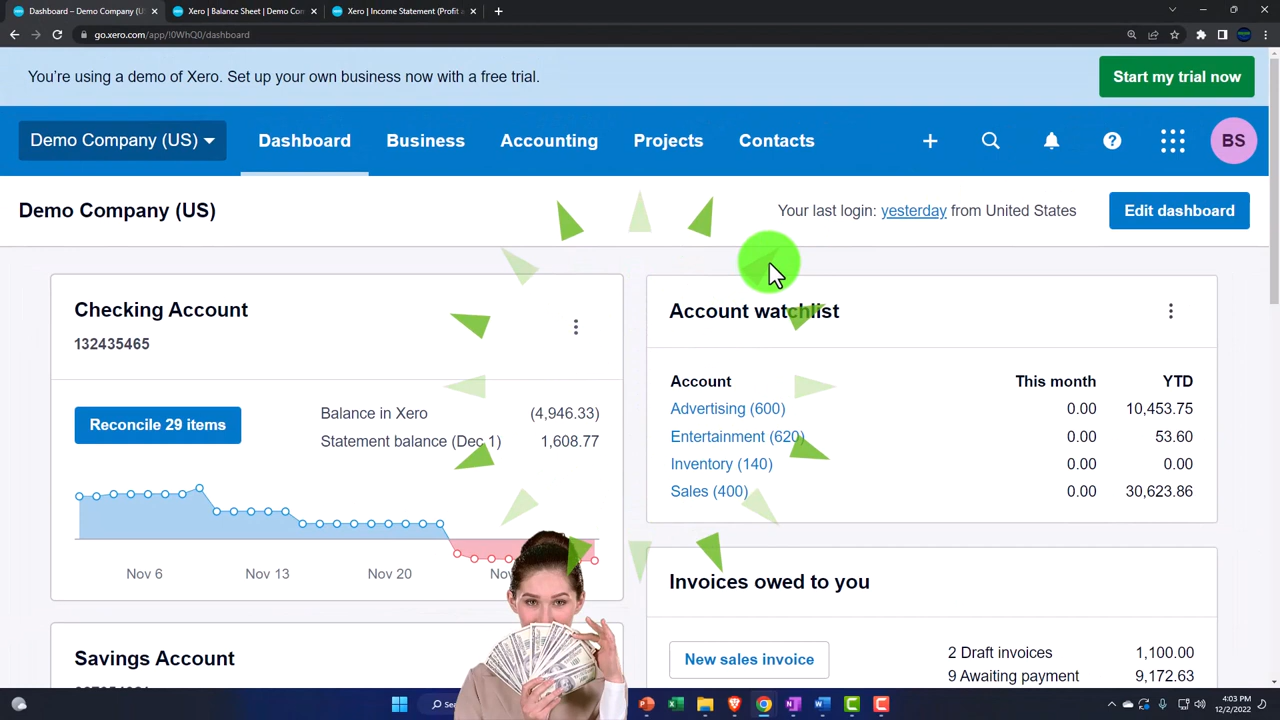 Dashboard – Demo Company (US
Xero | Balance Sheet | Demo Com
Xero | Income Statement (Profit a
go.xero.com/app/!0WhQ0/dashboard
You're using a demo of Xero. Set up your own business now with a free trial.
Start my trial now
Demo Company (US)
Dashboard
Business
Accounting
Projects
Contacts
BS
Demo Company (US)
Your last login: yesterday from United States
Edit dashboard
Checking Account
132435465
Reconcile 29 items
Balance in Xero (4,946.33)
Statement balance (Dec 1) 1,608.77
Nov 6 Nov 13 Nov 20
Savings Account
Account watchlist
Account This month YTD
Advertising (600) 0.00 10,453.75
Entertainment (620) 0.00 53.60
Inventory (140) 0.00 0.00
Sales (400) 0.00 30,623.86
Invoices owed to you
New sales invoice
2 Draft invoices 1,100.00
9 Awaiting payment 9,172.63
4:03 PM
12/2/2022